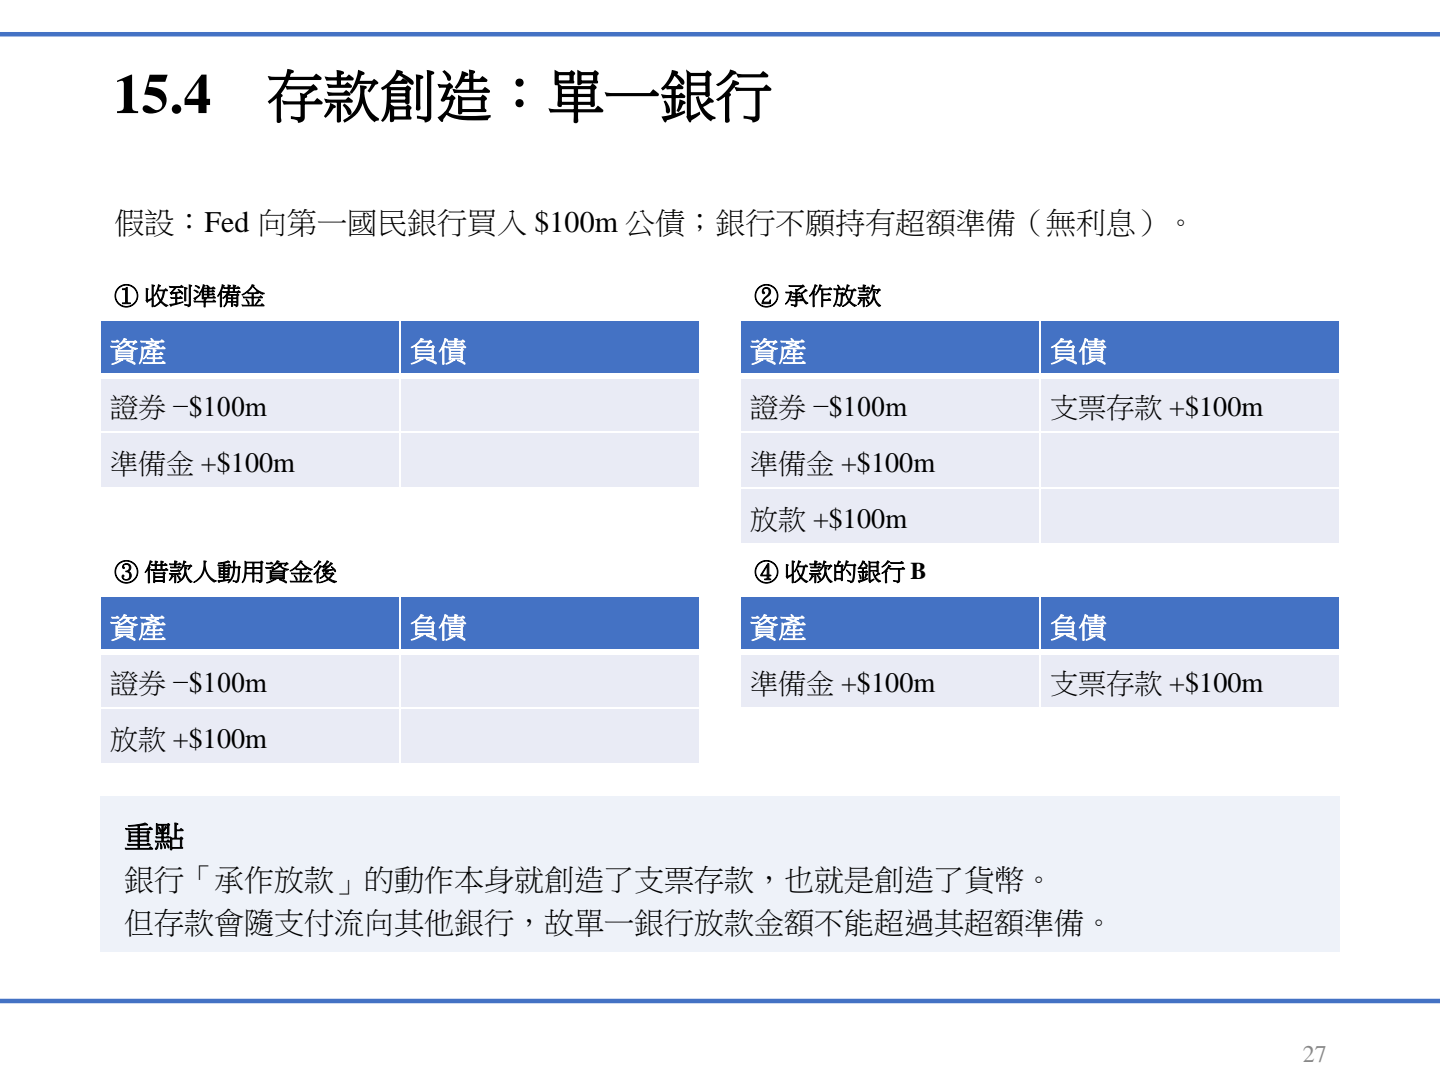 15.4 存款創造：單一銀行
假設：Fed 向第一國民銀行買入 $100m 公債；銀行不願持有超額準備（無利息）。
① 收到準備金
資產 負債
證券 −$100m
準備金 +$100m
② 承作放款
資產 負債
證券 −$100m 支票存款 +$100m
準備金 +$100m
放款 +$100m
③ 借款人動用資金後
資產 負債
證券 −$100m
放款 +$100m
④ 收款的銀行 B
資產 負債
準備金 +$100m 支票存款 +$100m
重點
銀行「承作放款」的動作本身就創造了支票存款，也就是創造了貨幣。
但存款會隨支付流向其他銀行，故單一銀行放款金額不能超過其超額準備。
27